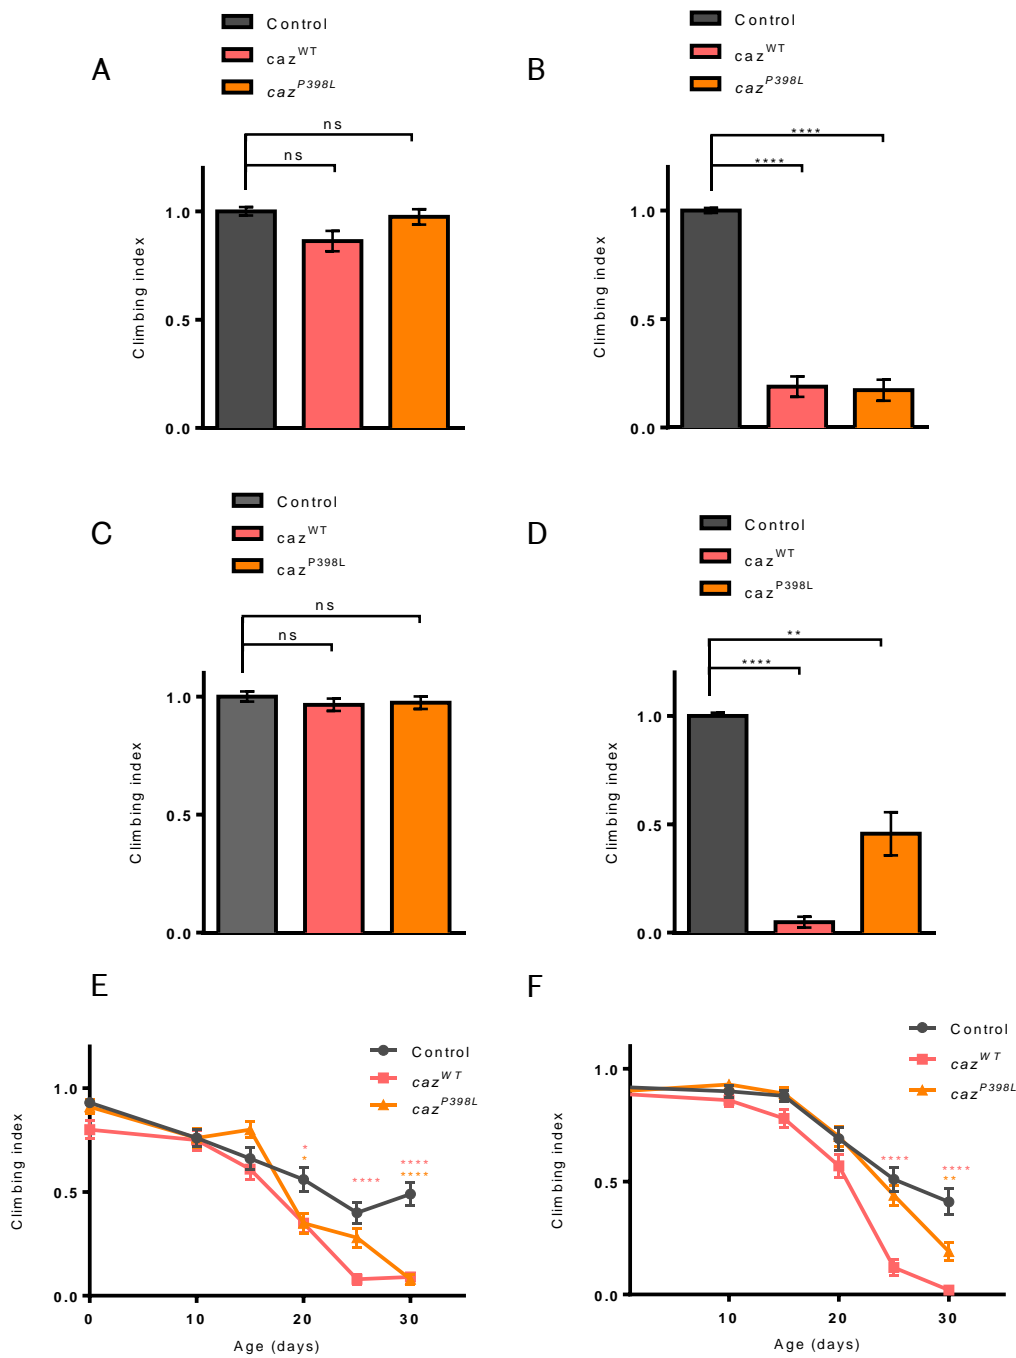 A
Control
caz^WT
caz^P398L
ns
ns
1.0
0.5
0.0
Climbing index
B
Control
caz^WT
caz^P398L
****
****
1.0
0.5
0.0
Climbing index
C
Control
caz^WT
caz^P398L
ns
ns
1.0
0.5
0.0
Climbing index
D
Control
caz^WT
caz^P398L
**
****
1.0
0.5
0.0
Climbing index
E
Control
caz^WT
caz^P398L
1.0
0.5
0.0
Climbing index
*
*
****
****
****
0 10 20 30
Age (days)
F
Control
caz^WT
caz^P398L
1.0
0.5
0.0
Climbing index
****
****
**
10 20 30
Age (days)